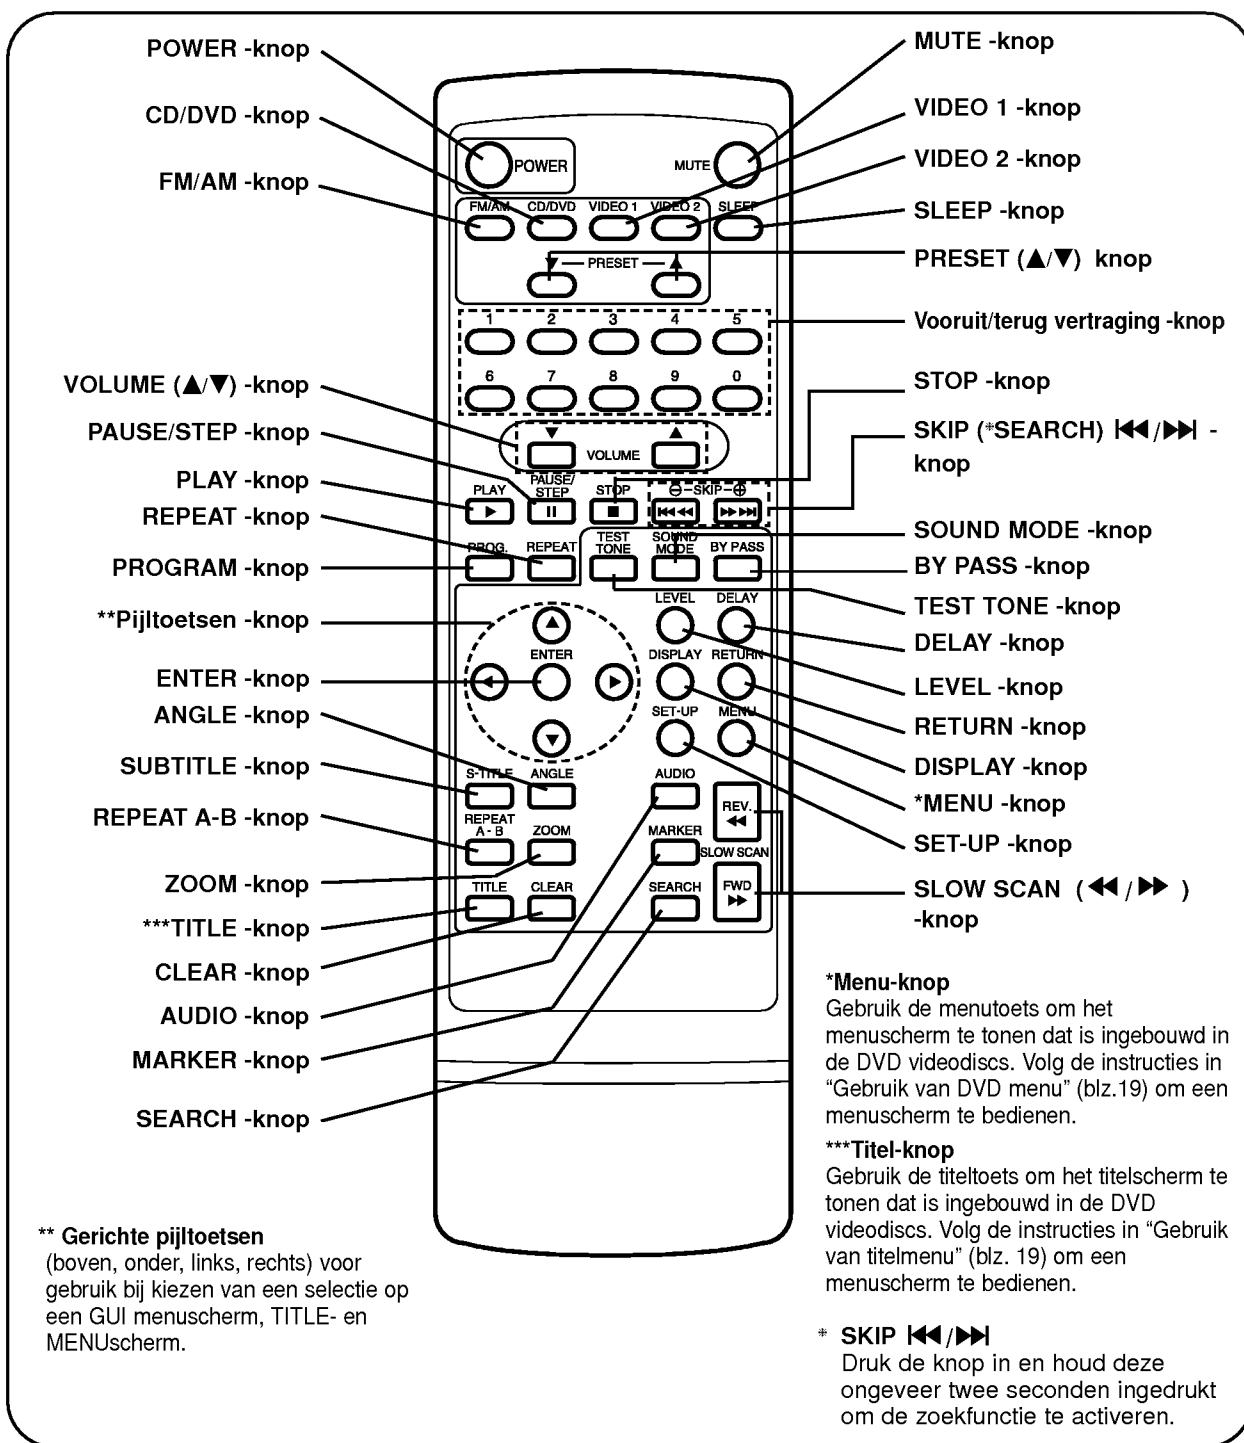 POWER -knop
CD/DVD -knop
FM/AM -knop
VOLUME (▲/▼) -knop
PAUSE/STEP -knop
PLAY -knop
REPEAT -knop
PROGRAM -knop
**Pijltoetsen -knop
ENTER -knop
ANGLE -knop
SUBTITLE -knop
REPEAT A-B -knop
ZOOM -knop
***TITLE -knop
CLEAR -knop
AUDIO -knop
MARKER -knop
SEARCH -knop
POWER
MUTE
FM/AM CD/DVD VIDEO 1 VIDEO 2 SLEEP
▼ — PRESET — ▲
1 2 3 4 5
6 7 8 9 0
▼ VOLUME ▲
PLAY PAUSE/STEP STOP ⊖–SKIP–⊕
▶ II ■ |◀◀ ◀◀ ▶▶ ▶▶|
PROG. REPEAT TEST TONE SOUND MODE BY PASS
LEVEL DELAY
▲
ENTER DISPLAY RETURN
◀ ▶
SET-UP MENU
▼
S-TITLE ANGLE AUDIO REV. ◀◀
REPEAT A - B ZOOM MARKER SLOW SCAN
TITLE CLEAR SEARCH FWD ▶▶
MUTE -knop
VIDEO 1 -knop
VIDEO 2 -knop
SLEEP -knop
PRESET (▲/▼) knop
Vooruit/terug vertraging -knop
STOP -knop
SKIP (*SEARCH) |◀◀ / ▶▶| -
knop
SOUND MODE -knop
BY PASS -knop
TEST TONE -knop
DELAY -knop
LEVEL -knop
RETURN -knop
DISPLAY -knop
*MENU -knop
SET-UP -knop
SLOW SCAN (◀◀ / ▶▶ )
-knop
*Menu-knop
Gebruik de menutoets om het
menuscherm te tonen dat is ingebouwd in
de DVD videodiscs. Volg de instructies in
“Gebruik van DVD menu” (blz.19) om een
menuscherm te bedienen.
***Titel-knop
Gebruik de titeltoets om het titelscherm te
tonen dat is ingebouwd in de DVD
videodiscs. Volg de instructies in “Gebruik
van titelmenu” (blz. 19) om een
menuscherm te bedienen.
* SKIP |◀◀ / ▶▶|
Druk de knop in en houd deze
ongeveer twee seconden ingedrukt
om de zoekfunctie te activeren.
** Gerichte pijltoetsen
(boven, onder, links, rechts) voor
gebruik bij kiezen van een selectie op
een GUI menuscherm, TITLE- en
MENUscherm.